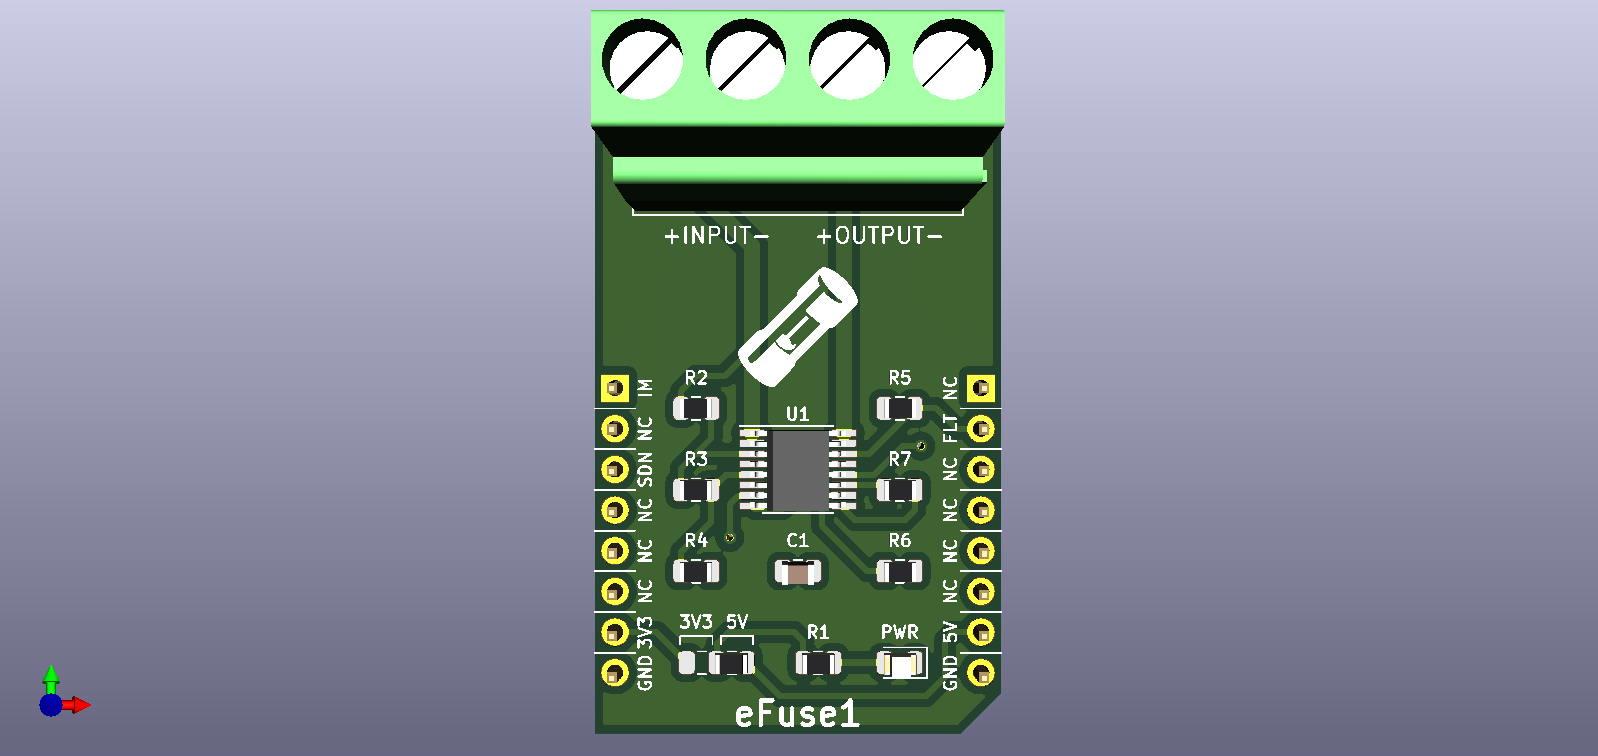 +INPUT- +OUTPUT-
R2 R5
IM NC
U1
NC FLT
R3 R7
SDN NC
NC NC
R4 C1 R6
NC NC
NC NC
3V3 5V
3V3 5V R1 PWR
GND GND
eFuse1